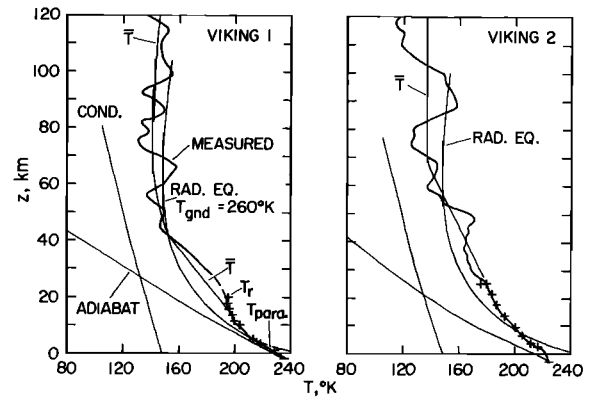 120
100
80
60
40
20
0
z, km
VIKING 1
T̿
COND.
MEASURED
RAD. EQ.
Tgnd = 260°K
T̿
Tr
Tpara.
ADIABAT
80
120
160
200
240
VIKING 2
T̿
RAD. EQ.
80
120
160
200
240
T, °K